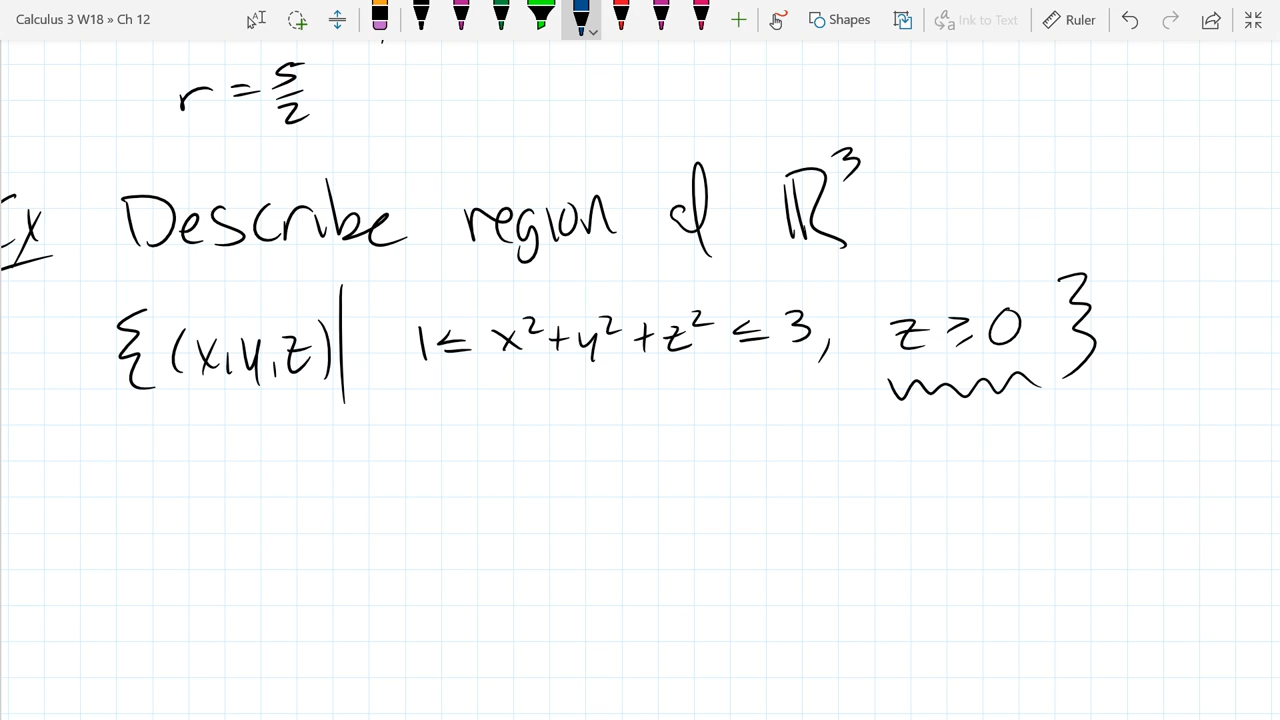 Calculus 3 W18 » Ch 12
Shapes
Link to Text
Ruler
r = 5/2
Ex Describe region of ℝ³
{(x,y,z)| 1 ≤ x²+y²+z² ≤ 3, z ≥ 0}